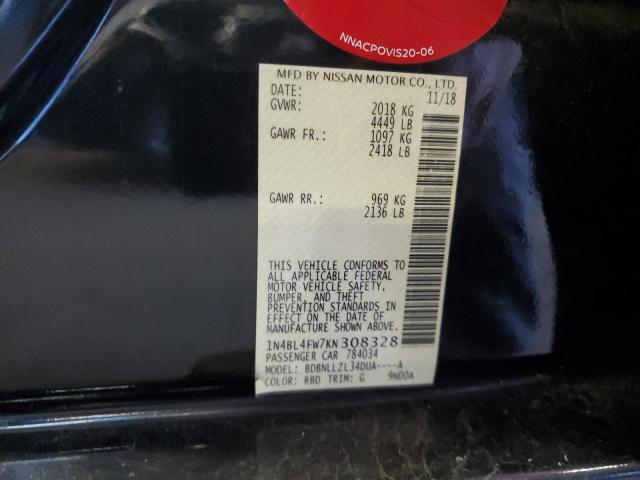 NNACPOVIS20-06
MFD BY NISSAN MOTOR CO., LTD.
DATE: 11/18
GVWR: 2018 KG
4449 LB
GAWR FR.: 1097 KG
2418 LB
GAWR RR.: 969 KG
2136 LB
THIS VEHICLE CONFORMS TO
ALL APPLICABLE FEDERAL
MOTOR VEHICLE SAFETY,
BUMPER, AND THEFT
PREVENTION STANDARDS IN
EFFECT ON THE DATE OF
MANUFACTURE SHOWN ABOVE.
1N4BL4FW7KN308328
PASSENGER CAR 784034
MODEL: BDBNLLZL34DUA----A
COLOR: RBD TRIM: G 9N00A